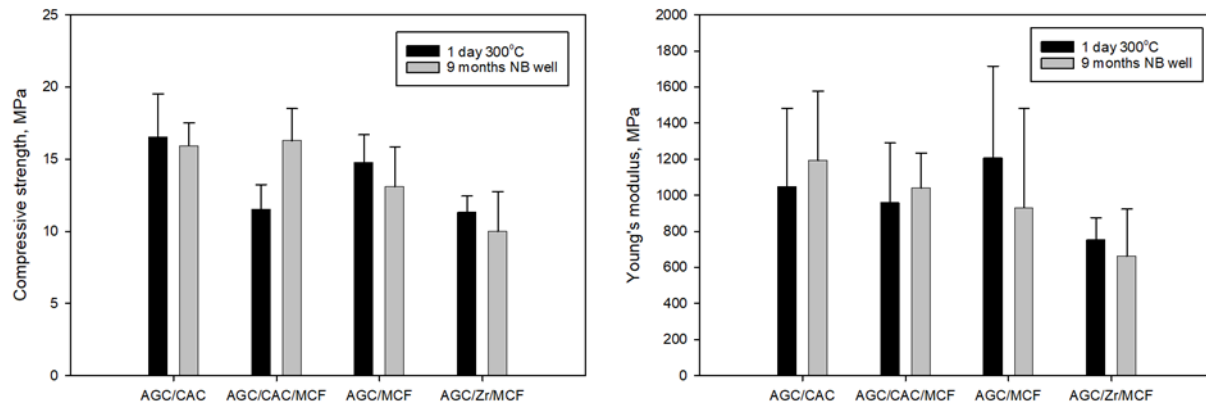 Compressive strength, MPa
25
20
15
10
5
0
1 day 300°C
9 months NB well
AGC/CAC AGC/CAC/MCF AGC/MCF AGC/Zr/MCF
Young's modulus, MPa
2000
1800
1600
1400
1200
1000
800
600
400
200
0
1 day 300°C
9 months NB well
AGC/CAC AGC/CAC/MCF AGC/MCF AGC/Zr/MCF